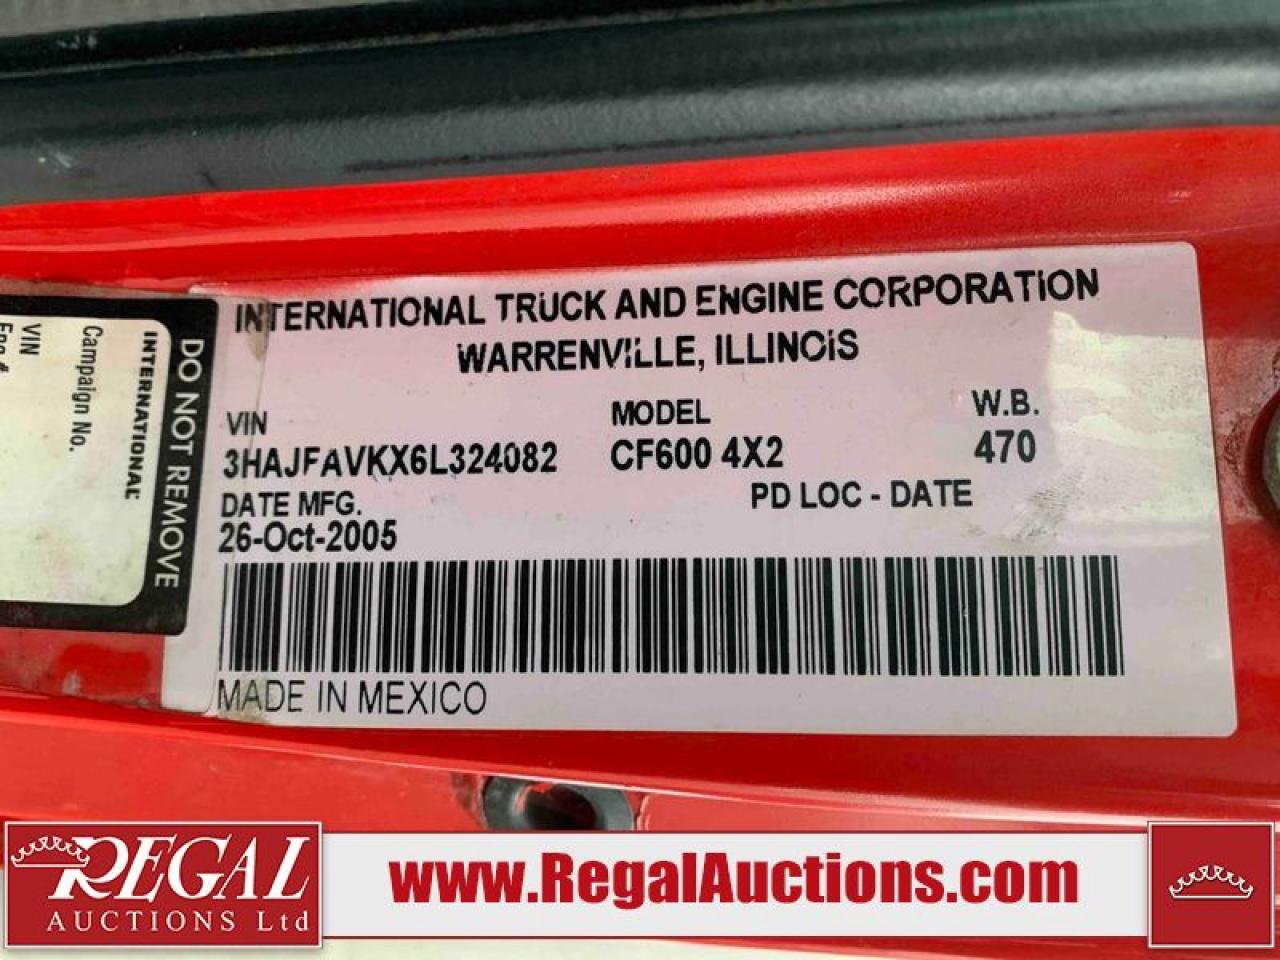 INTERNATIONAL TRUCK AND ENGINE CORPORATION
WARRENVILLE, ILLINOIS
VIN MODEL W.B.
3HAJFAVKX6L324082 CF600 4X2 470
DATE MFG. PD LOC - DATE
26-Oct-2005
MADE IN MEXICO
DO NOT REMOVE
INTERNATIONAL
Campaign No.
VIN
Eng #
REGAL
AUCTIONS Ltd
www.RegalAuctions.com